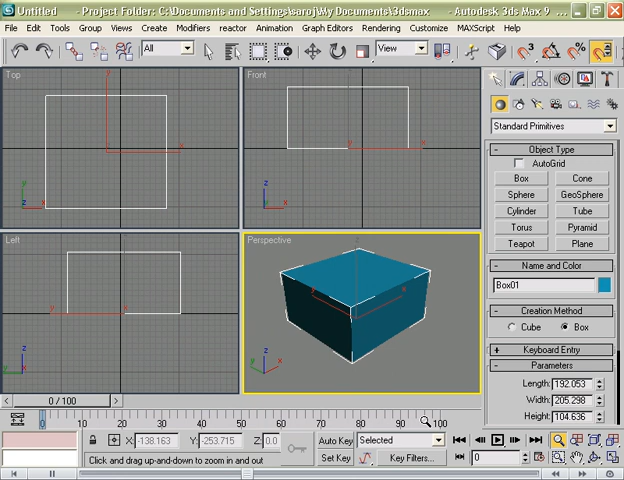 Untitled - Project Folder: C:\Documents and Settings\saroj\My Documents\3dsmax - Autodesk 3ds Max 9 ...
File Edit Tools Group Views Create Modifiers reactor Animation Graph Editors Rendering Customize MAXScript Help
All View 3 %
Top Front
Left Perspective
y x z x
y x y x
z z
y x
z x
y x
z
y
z
y x
Standard Primitives
- Object Type
AutoGrid
Box Cone
Sphere GeoSphere
Cylinder Tube
Torus Pyramid
Teapot Plane
- Name and Color
Box01
- Creation Method
Cube Box
+ Keyboard Entry
- Parameters
Length: 192.053
Width: 205.298
Height: 104.636
< 0 / 100 >
0 10 20 30 40 50 60 70 80 90 100
X: -138.163 Y: -253.715 Z: 0.0 Auto Key Selected
Click and drag up-and-down to zoom in and out Set Key Key Filters... 0